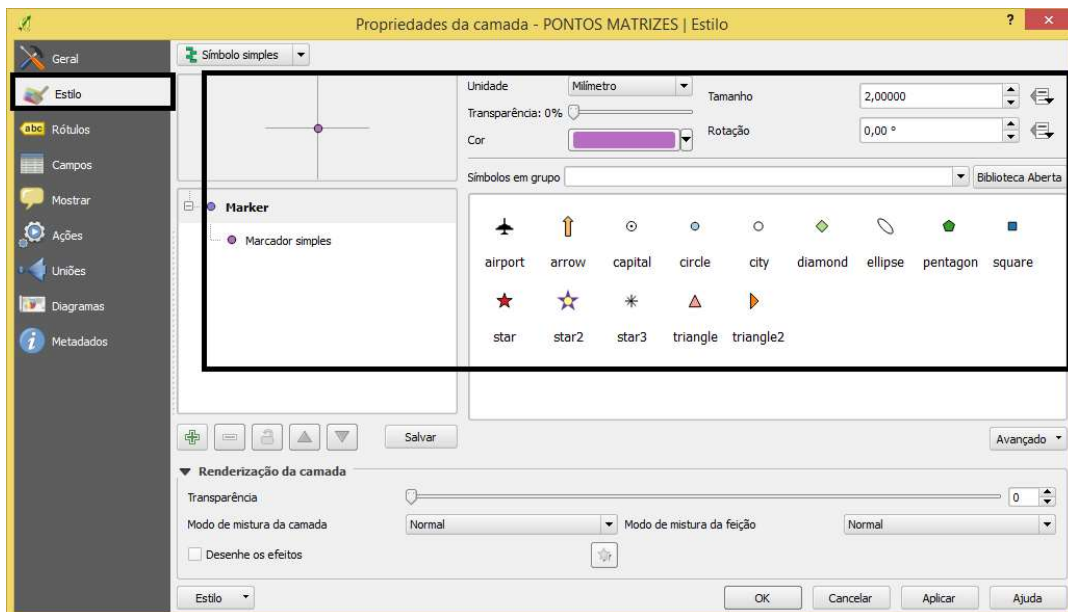 Propriedades da camada - PONTOS MATRIZES | Estilo
?
×
Geral
Estilo
abc Rótulos
Campos
Mostrar
Ações
Uniões
Diagramas
Metadados
Símbolo simples
Unidade
Milímetro
Tamanho
2,00000
Transparência: 0%
Cor
Rotação
0,00 °
Símbolos em grupo
Biblioteca Aberta
Marker
Marcador simples
airport arrow capital circle city diamond ellipse pentagon square
star star2 star3 triangle triangle2
Salvar
Avançado
Renderização da camada
Transparência
0
Modo de mistura da camada
Normal
Modo de mistura da feição
Normal
Desenhe os efeitos
Estilo
OK
Cancelar
Aplicar
Ajuda